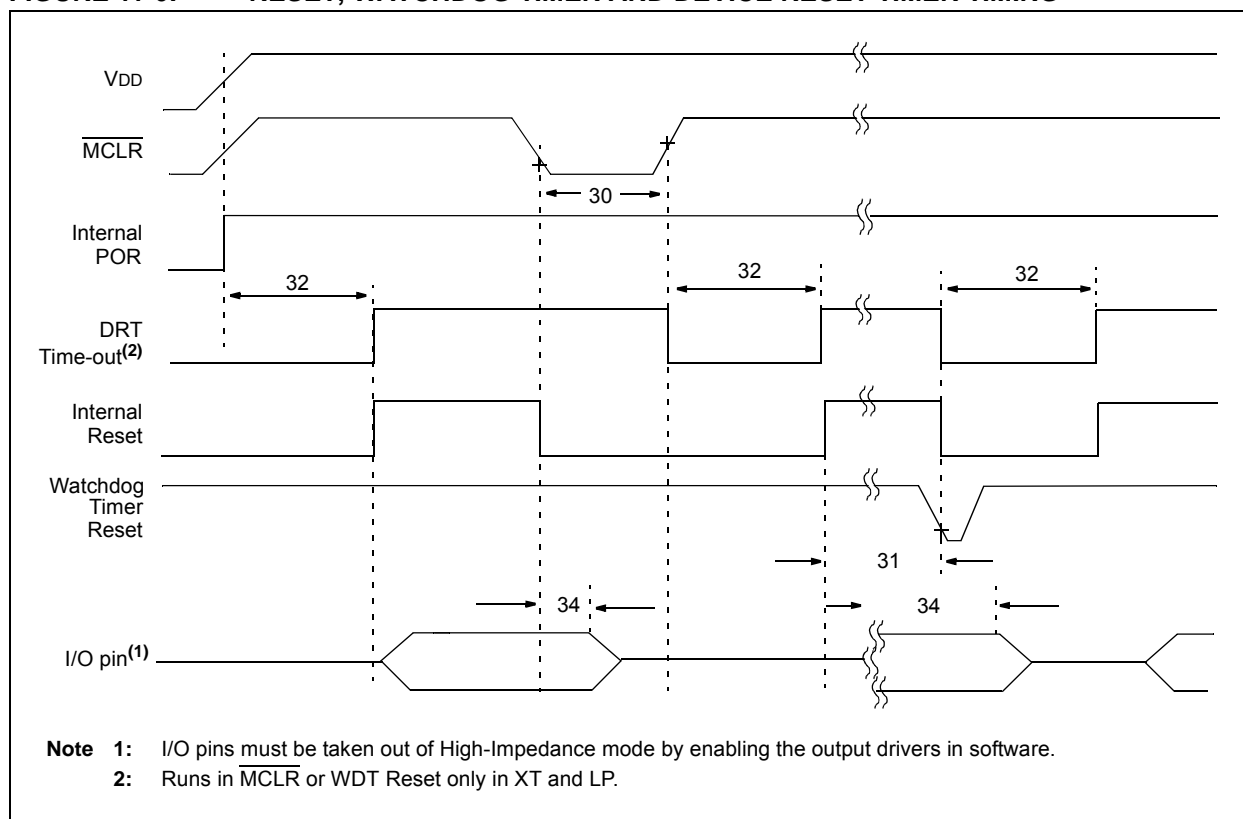 VDD
MCLR
30
Internal
POR
32
32
32
DRT
Time-out(2)
Internal
Reset
Watchdog
Timer
Reset
31
34
34
I/O pin(1)
Note 1: I/O pins must be taken out of High-Impedance mode by enabling the output drivers in software.
2: Runs in MCLR or WDT Reset only in XT and LP.